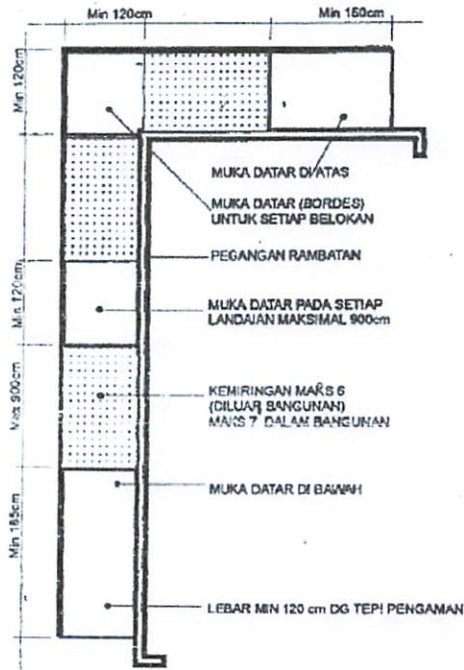 Min 120cm
Min 150cm
Min 120cm
MUKA DATAR DI ATAS
MUKA DATAR (BORDES)
UNTUK SETIAP BELOKAN
PEGANGAN RAMBATAN
Min 120cm
MUKA DATAR PADA SETIAP
LANDAIAN MAKSIMAL 900cm
Maks 900cm
KEMIRINGAN MAKS 6
(DILUAR BANGUNAN)
MAKS 7 DALAM BANGUNAN
MUKA DATAR DI BAWAH
Min 165cm
LEBAR MIN 120 cm DG TEPI PENGAMAN